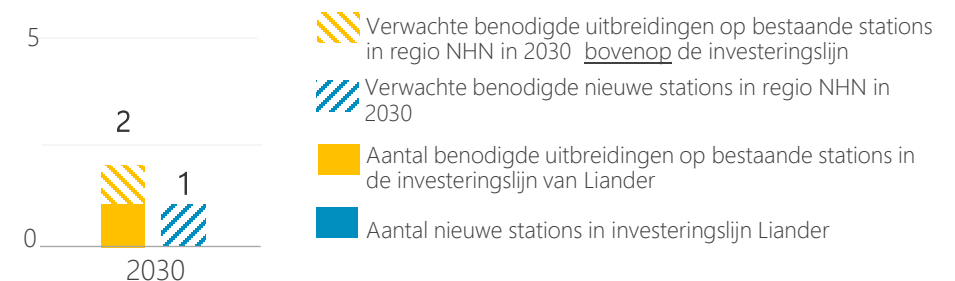 5
2
1
0
2030
Verwachte benodigde uitbreidingen op bestaande stations
in regio NHN in 2030 bovenop de investeringslijn
Verwachte benodigde nieuwe stations in regio NHN in
2030
Aantal benodigde uitbreidingen op bestaande stations in
de investeringslijn van Liander
Aantal nieuwe stations in investeringslijn Liander